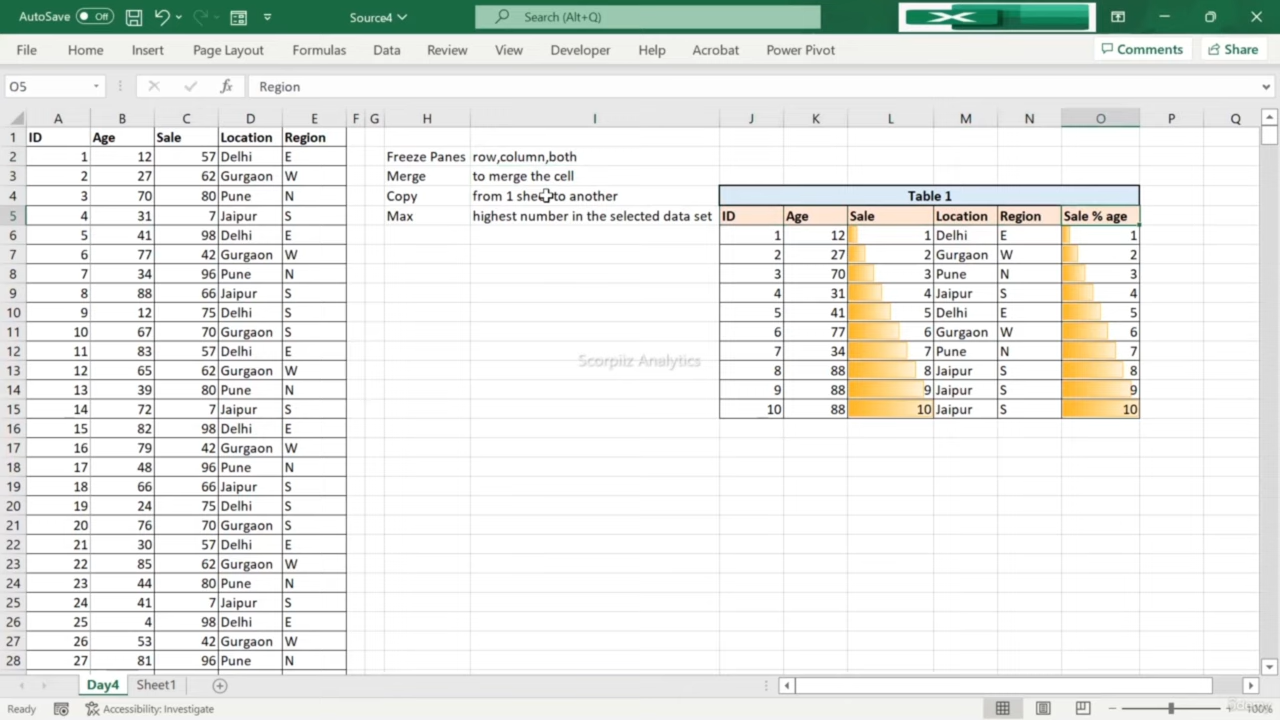 AutoSave Off Source4 Search (Alt+Q)
File Home Insert Page Layout Formulas Data Review View Developer Help Acrobat Power Pivot Comments Share
O5 fx Region
A B C D E F G H I J K L M N O P Q
1 ID Age Sale Location Region
2 1 12 57 Delhi E Freeze Panes row,column,both
3 2 27 62 Gurgaon W Merge to merge the cell
4 3 70 80 Pune N Copy from 1 sheet to another Table 1
5 4 31 7 Jaipur S Max highest number in the selected data set ID Age Sale Location Region Sale % age
6 5 41 98 Delhi E 1 12 1 Delhi E 1
7 6 77 42 Gurgaon W 2 27 2 Gurgaon W 2
8 7 34 96 Pune N 3 70 3 Pune N 3
9 8 88 66 Jaipur S 4 31 4 Jaipur S 4
10 9 12 75 Delhi S 5 41 5 Delhi E 5
11 10 67 70 Gurgaon S 6 77 6 Gurgaon W 6
12 11 83 57 Delhi E 7 34 7 Pune N 7
13 12 65 62 Gurgaon W 8 88 8 Jaipur S 8
14 13 39 80 Pune N 9 88 9 Jaipur S 9
15 14 72 7 Jaipur S 10 88 10 Jaipur S 10
16 15 82 98 Delhi E
17 16 79 42 Gurgaon W
18 17 48 96 Pune N
19 18 66 66 Jaipur S
20 19 24 75 Delhi S
21 20 76 70 Gurgaon S
22 21 30 57 Delhi E
23 22 85 62 Gurgaon W
24 23 44 80 Pune N
25 24 41 7 Jaipur S
26 25 4 98 Delhi E
27 26 53 42 Gurgaon W
28 27 81 96 Pune N
Scorpiiz Analytics
Day4 Sheet1
Ready Accessibility: Investigate 100%